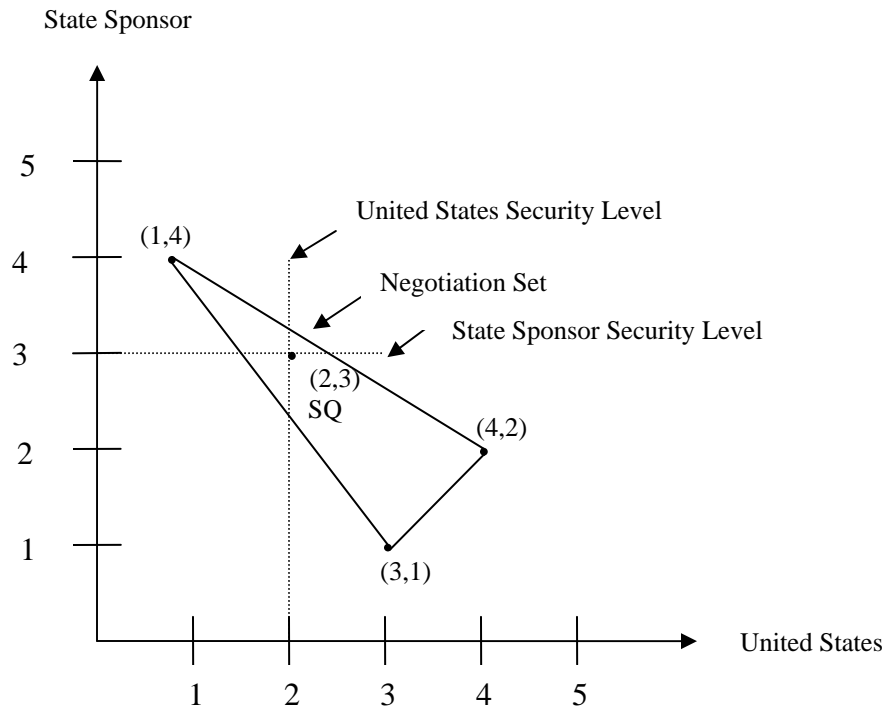 State Sponsor
5
United States Security Level
(1,4)
4
Negotiation Set
State Sponsor Security Level
3
(2,3)
SQ
(4,2)
2
1
(3,1)
United States
1 2 3 4 5